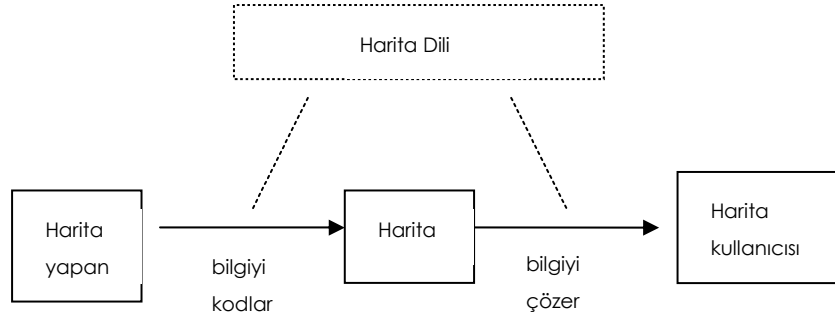 Harita Dili
Harita
yapan
bilgiyi
kodlar
Harita
bilgiyi
çözer
Harita
kullanıcısı